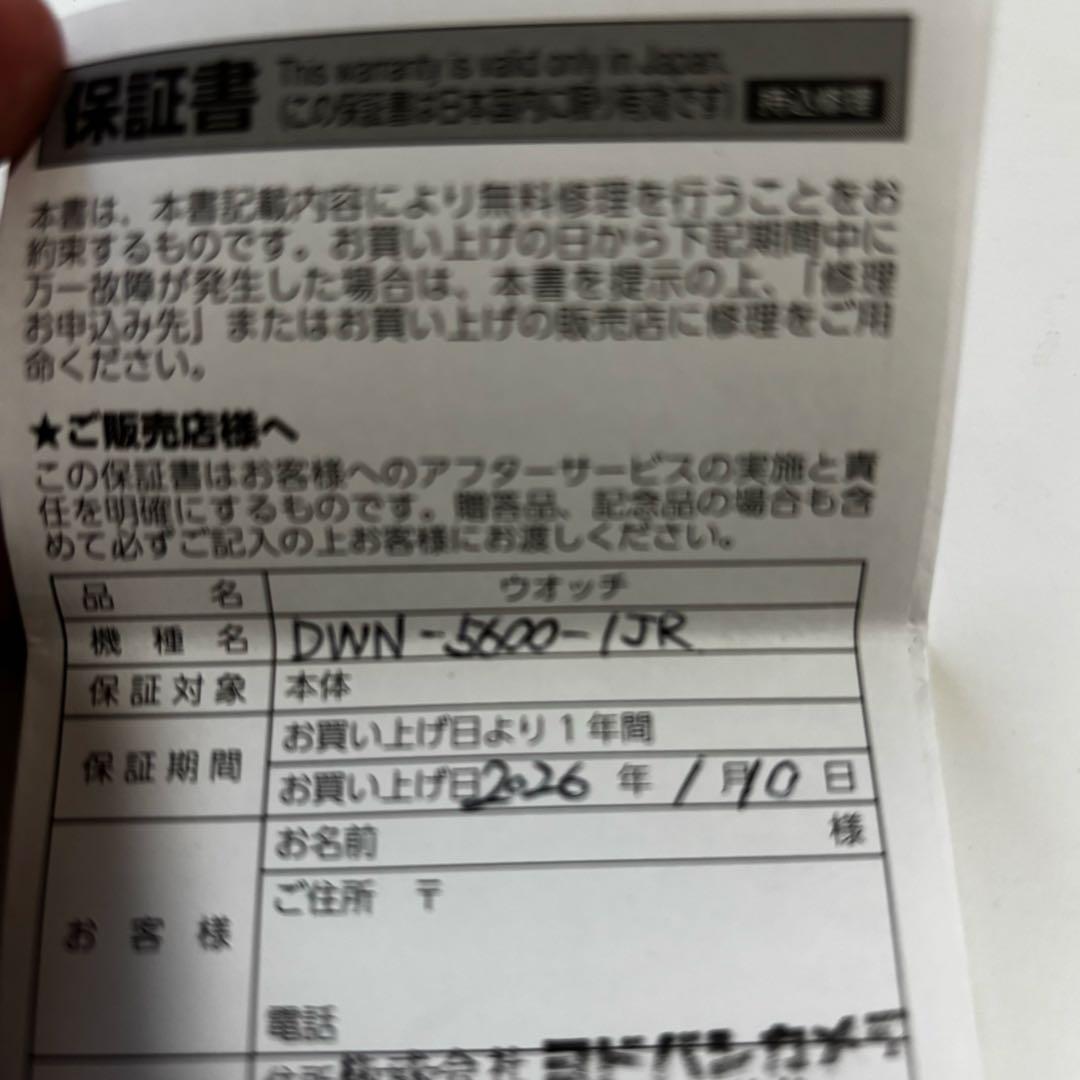 保証書
This warranty is valid only in Japan.
(この保証書は日本国内に限り有効です)
持込修理
本書は、本書記載内容により無料修理を行うことをお
約束するものです。お買い上げの日から下記期間中に
万一故障が発生した場合は、本書を提示の上、「修理
お申込み先」またはお買い上げの販売店に修理をご用
命ください。
★ご販売店様へ
この保証書はお客様へのアフターサービスの実施と責
任を明確にするものです。贈答品、記念品の場合も含
めて必ずご記入の上お客様にお渡しください。
品名 ウオッチ
機種名 DWN-5600-1JR
保証対象 本体
保証期間 お買い上げ日より1年間
お買い上げ日 2026 年 1 月 10 日
お客様 お名前 様
ご住所 〒
電話
住所 株式会社 ヨドバシカメラ